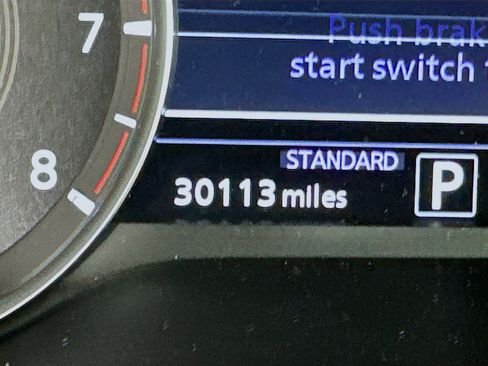 7
Push brak
start switch
8
STANDARD
30113 miles
P